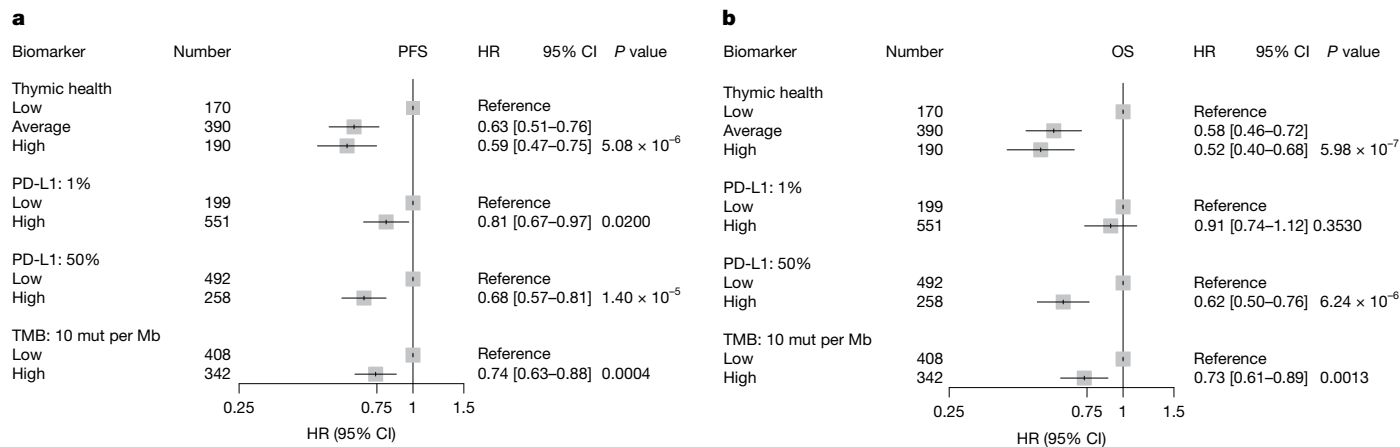 a
Biomarker Number PFS HR 95% CI P value
Thymic health
Low 170 Reference
Average 390 0.63 [0.51–0.76]
High 190 0.59 [0.47–0.75] 5.08 × 10⁻⁶
PD-L1: 1%
Low 199 Reference
High 551 0.81 [0.67–0.97] 0.0200
PD-L1: 50%
Low 492 Reference
High 258 0.68 [0.57–0.81] 1.40 × 10⁻⁵
TMB: 10 mut per Mb
Low 408 Reference
High 342 0.74 [0.63–0.88] 0.0004
0.25 0.75 1 1.5
HR (95% CI)
b
Biomarker Number OS HR 95% CI P value
Thymic health
Low 170 Reference
Average 390 0.58 [0.46–0.72]
High 190 0.52 [0.40–0.68] 5.98 × 10⁻⁷
PD-L1: 1%
Low 199 Reference
High 551 0.91 [0.74–1.12] 0.3530
PD-L1: 50%
Low 492 Reference
High 258 0.62 [0.50–0.76] 6.24 × 10⁻⁶
TMB: 10 mut per Mb
Low 408 Reference
High 342 0.73 [0.61–0.89] 0.0013
0.25 0.75 1 1.5
HR (95% CI)